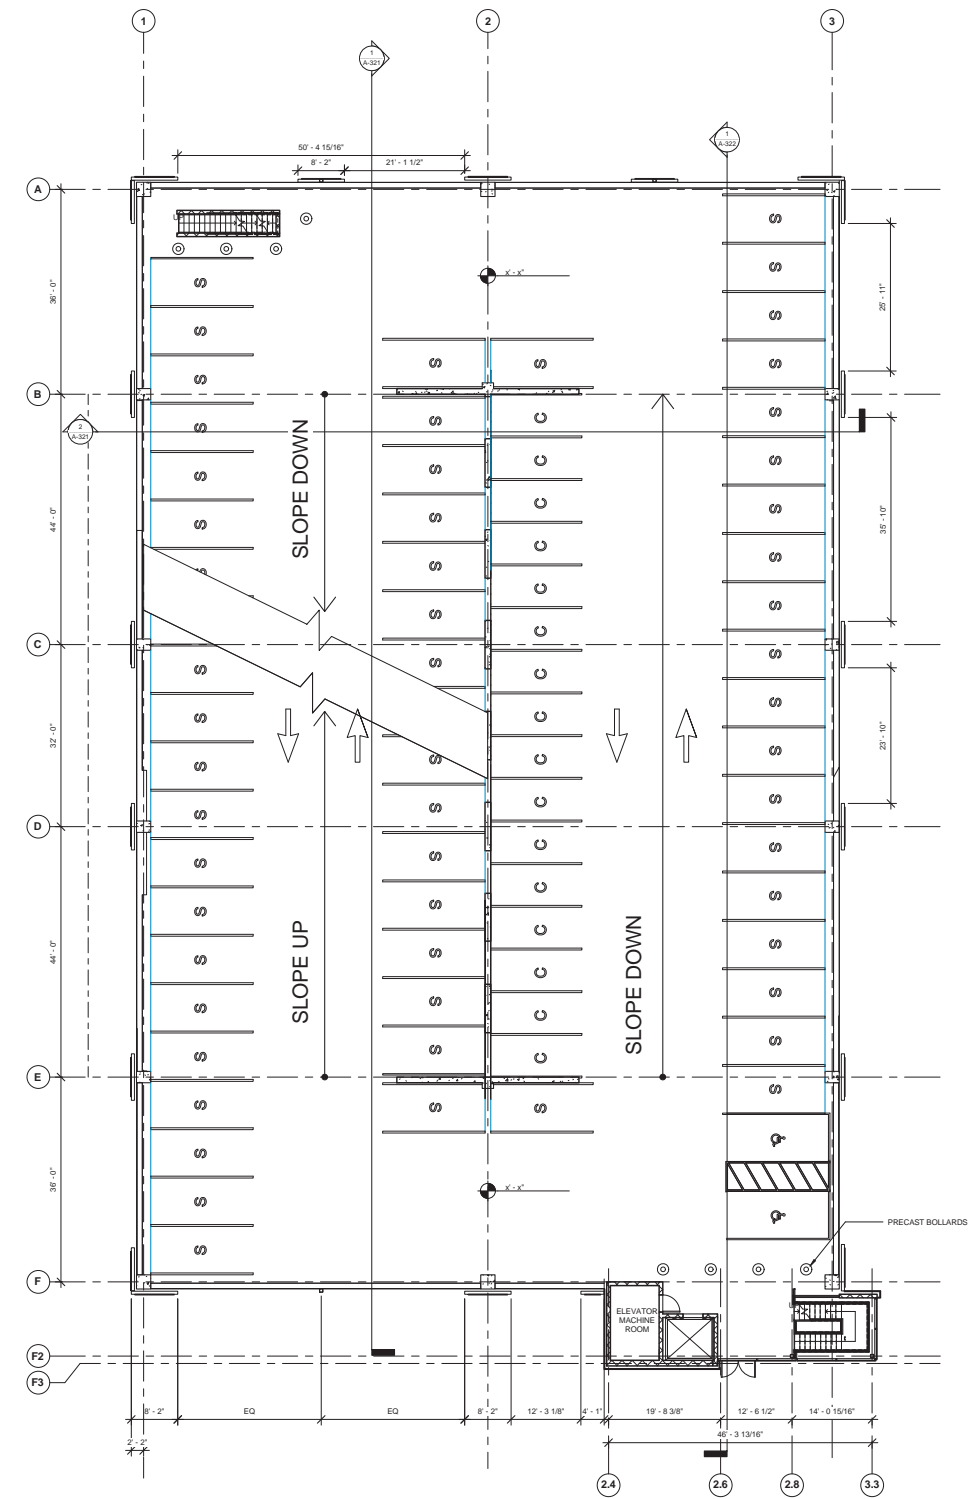 1
2
3
1
A-321
50' - 4 15/16"
8' - 2"
21' - 1 1/2"
1
A-322
A
UP
S
S
S
S
36' - 0"
x' - x"
25' - 11"
S
S
S
S
S
S
S
B
2
A-321
S
S
C
S
S
S
C
S
SLOPE DOWN
44' - 0"
S
S
C
S
35' - 10"
S
S
C
S
S
C
S
C
S
C
S
S
C
S
32' - 0"
S
C
S
23' - 10"
S
S
C
S
S
S
C
S
D
S
S
C
S
S
S
C
S
44' - 0"
SLOPE UP
SLOPE DOWN
S
S
C
S
S
S
C
S
S
S
C
S
E
S
S
S
S
36' - 0"
S
S
x' - x"
S
PRECAST BOLLARDS
F
ELEVATOR
MACHINE
ROOM
F2
F3
8' - 2"
EQ
EQ
8' - 2"
12' - 3 1/8"
4' - 1"
19' - 8 3/8"
12' - 6 1/2"
14' - 0 15/16"
2' - 2"
46' - 3 13/16"
2.4
2.6
2.8
3.3